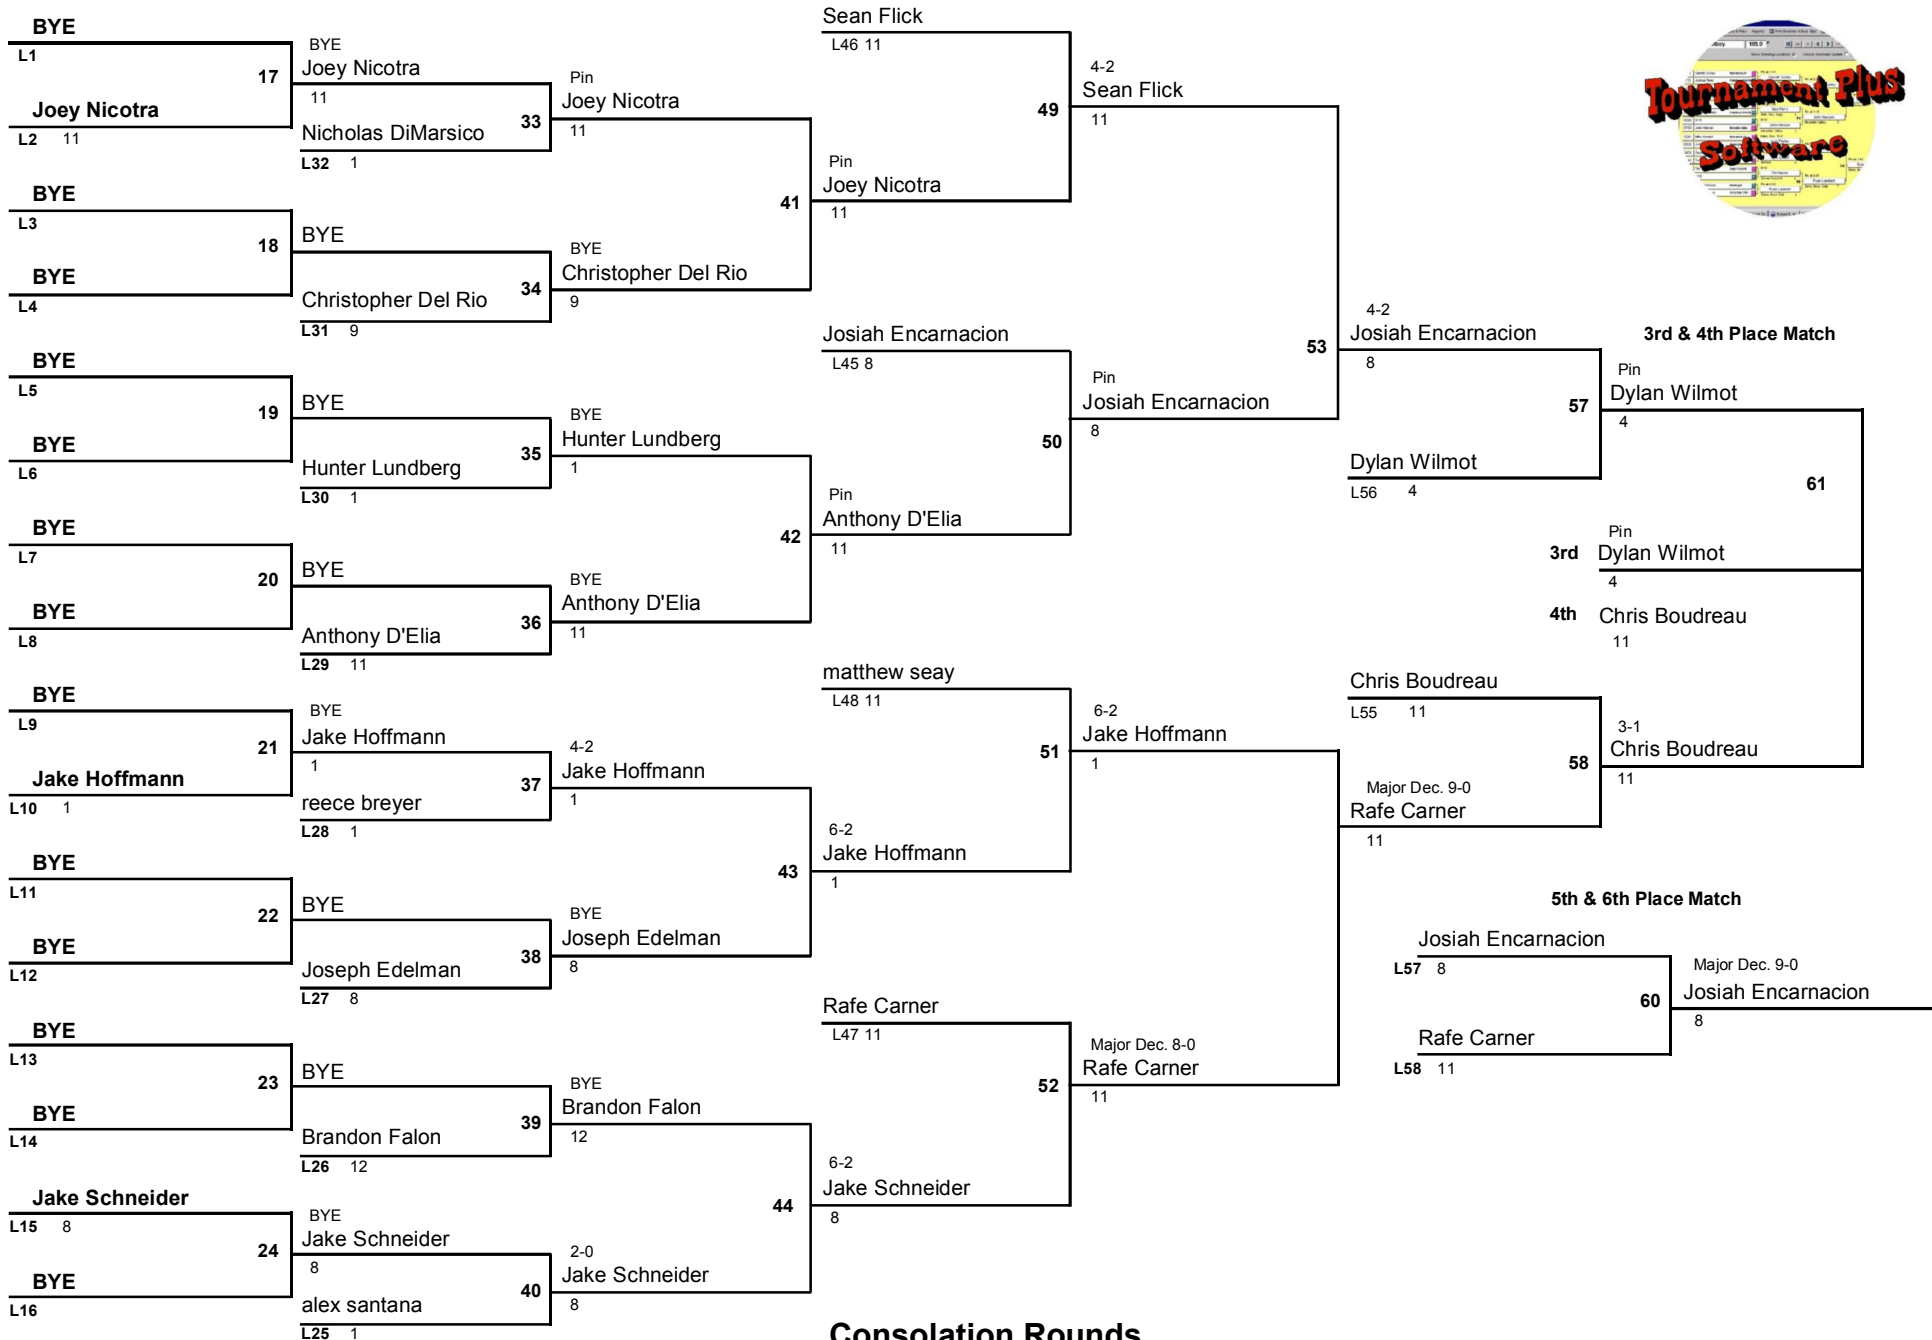 BYE
L1
17
Joey Nicotra
L2 11
BYE
L3
18
BYE
L4
BYE
L5
19
BYE
L6
BYE
L7
20
BYE
L8
BYE
L9
21
Jake Hoffmann
L10 1
BYE
L11
22
BYE
L12
BYE
L13
23
BYE
L14
Jake Schneider
L15 8
24
BYE
L16
BYE
Joey Nicotra
11
Nicholas DiMarsico
33
L32 1
BYE
Christopher Del Rio
34
L31 9
BYE
Hunter Lundberg
35
L30 1
BYE
Anthony D'Elia
36
L29 11
BYE
Jake Hoffmann
1
37
reece breyer
L28 1
BYE
Joseph Edelman
38
L27 8
BYE
Brandon Falon
39
L26 12
BYE
Jake Schneider
8
40
alex santana
L25 1
Pin
Joey Nicotra
11
41
BYE
Christopher Del Rio
9
BYE
Hunter Lundberg
1
42
BYE
Anthony D'Elia
11
4-2
Jake Hoffmann
1
43
BYE
Joseph Edelman
8
BYE
Brandon Falon
12
44
2-0
Jake Schneider
8
Sean Flick
L46 11
49
Pin
Joey Nicotra
11
Josiah Encarnacion
L45 8
50
Pin
Anthony D'Elia
11
matthew seay
L48 11
51
6-2
Jake Hoffmann
1
Rafe Carner
L47 11
52
6-2
Jake Schneider
8
4-2
Sean Flick
11
53
Pin
Josiah Encarnacion
8
6-2
Jake Hoffmann
1
Major Dec. 8-0
Rafe Carner
11
4-2
Josiah Encarnacion
8
57
Dylan Wilmot
L56 4
Chris Boudreau
L55 11
58
Major Dec. 9-0
Rafe Carner
11
Tournament Plus
Software
3rd & 4th Place Match
Pin
Dylan Wilmot
4
61
Pin
3rd Dylan Wilmot
4
4th Chris Boudreau
11
3-1
Chris Boudreau
11
5th & 6th Place Match
Josiah Encarnacion
L57 8
60
Rafe Carner
L58 11
Major Dec. 9-0
Josiah Encarnacion
8
Consolation Rounds